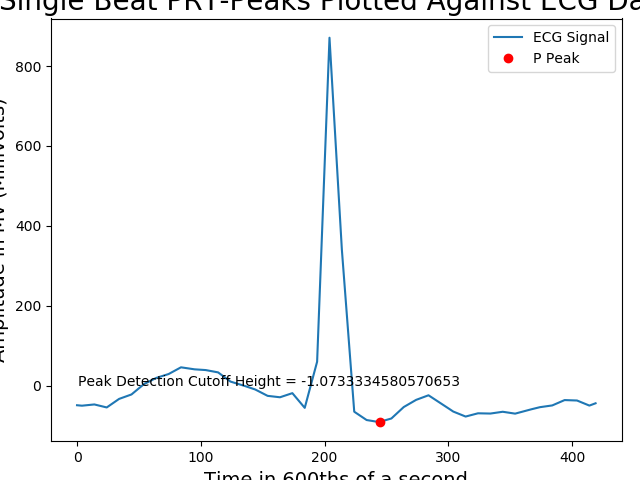 Single Beat PRT-Peaks Plotted Against ECG Da
ECG Signal
P Peak
Amplitude in MV (MilliVolts)
800
600
400
200
0
Peak Detection Cutoff Height = -1.0733334580570653
0
100
200
300
400
Time in 600ths of a second